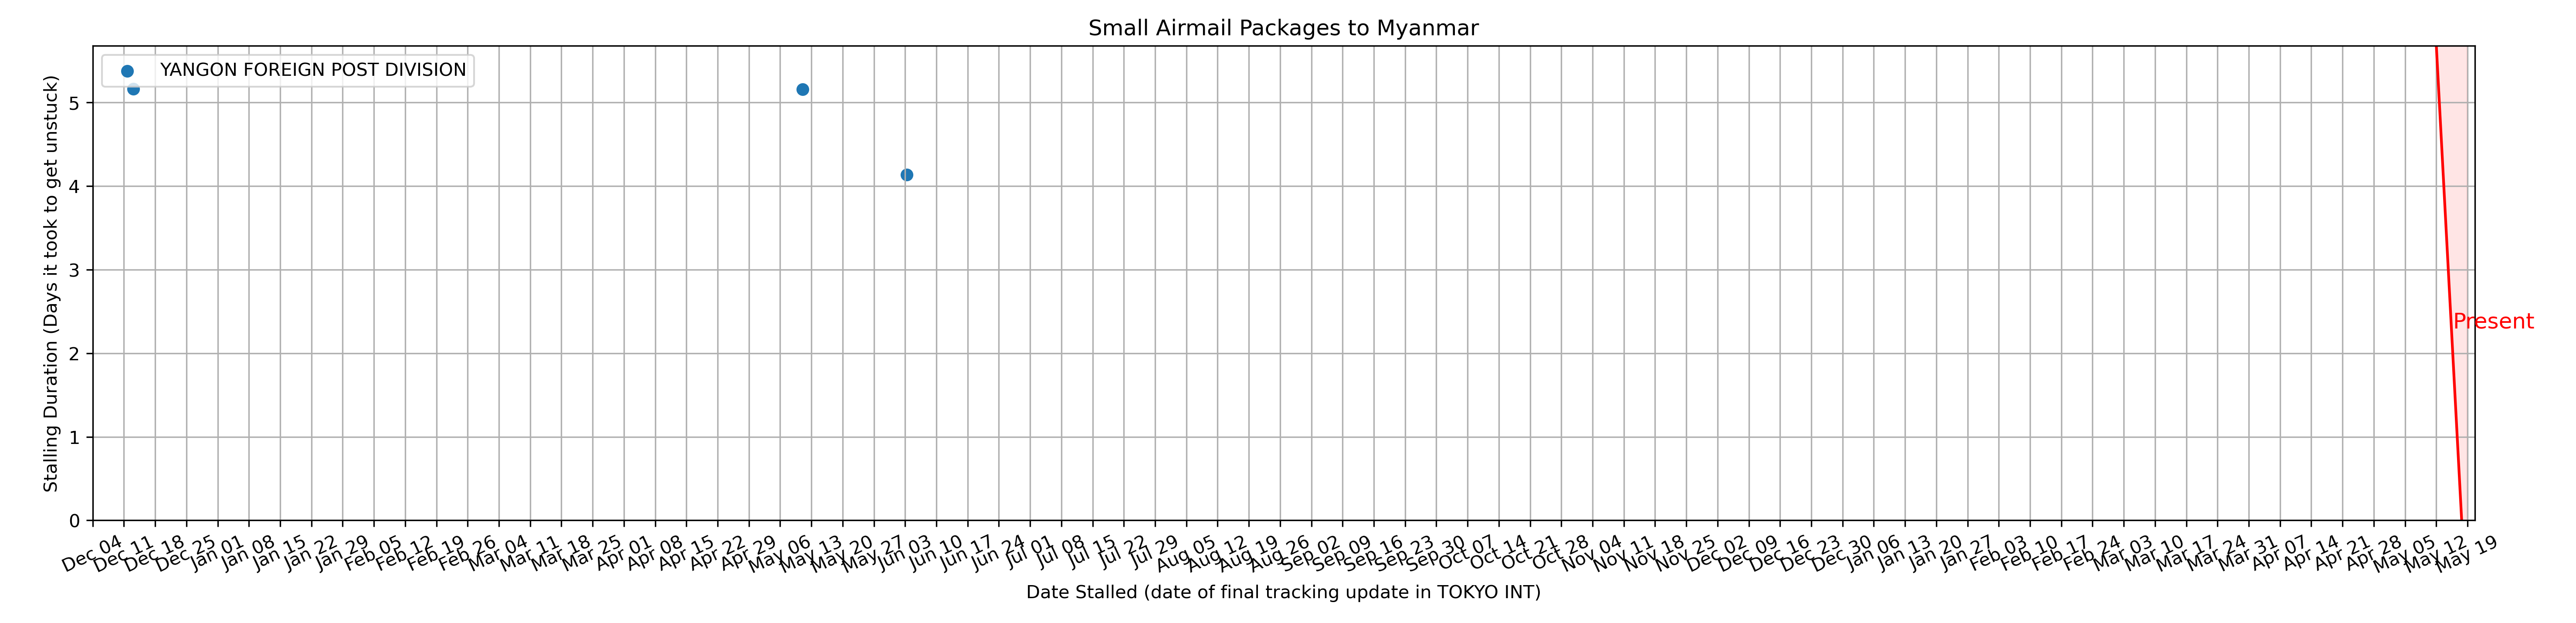 Small Airmail Packages to Myanmar
YANGON FOREIGN POST DIVISION
Stalling Duration (Days it took to get unstuck)
5
4
3
2
1
0
Present
Dec 04
Dec 11
Dec 18
Dec 25
Jan 01
Jan 08
Jan 15
Jan 22
Jan 29
Feb 05
Feb 12
Feb 19
Feb 26
Mar 04
Mar 11
Mar 18
Mar 25
Apr 01
Apr 08
Apr 15
Apr 22
Apr 29
May 06
May 13
May 20
May 27
Jun 03
Jun 10
Jun 17
Jun 24
Jul 01
Jul 08
Jul 15
Jul 22
Jul 29
Aug 05
Aug 12
Aug 19
Aug 26
Sep 02
Sep 09
Sep 16
Sep 23
Sep 30
Oct 07
Oct 14
Oct 21
Oct 28
Nov 04
Nov 11
Nov 18
Nov 25
Dec 02
Dec 09
Dec 16
Dec 23
Dec 30
Jan 06
Jan 13
Jan 20
Jan 27
Feb 03
Feb 10
Feb 17
Feb 24
Mar 03
Mar 10
Mar 17
Mar 24
Mar 31
Apr 07
Apr 14
Apr 21
Apr 28
May 05
May 12
May 19
Date Stalled (date of final tracking update in TOKYO INT)